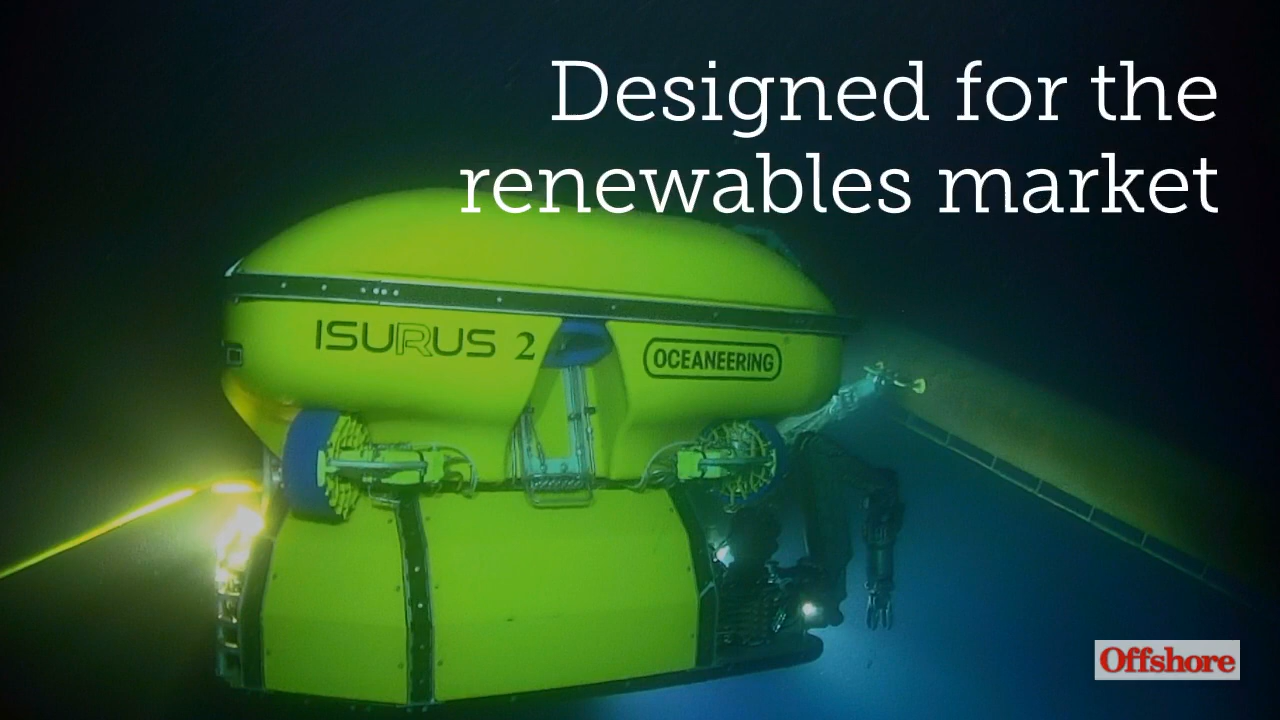 Designed for the
renewables market
ISURUS 2
OCEANEERING
Offshore